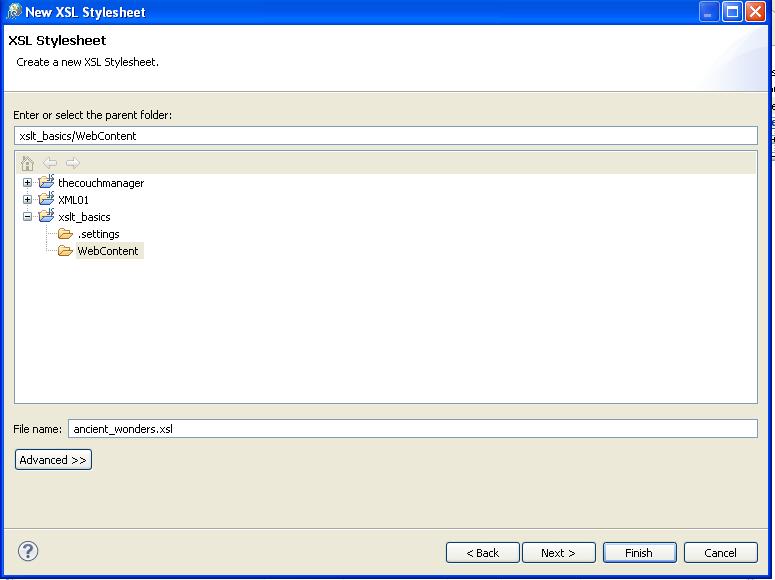 New XSL Stylesheet
XSL Stylesheet
Create a new XSL Stylesheet.
Enter or select the parent folder:
xslt_basics/WebContent
thecouchmanager
XML01
xslt_basics
.settings
WebContent
File name: ancient_wonders.xsl
Advanced >>
< Back Next > Finish Cancel